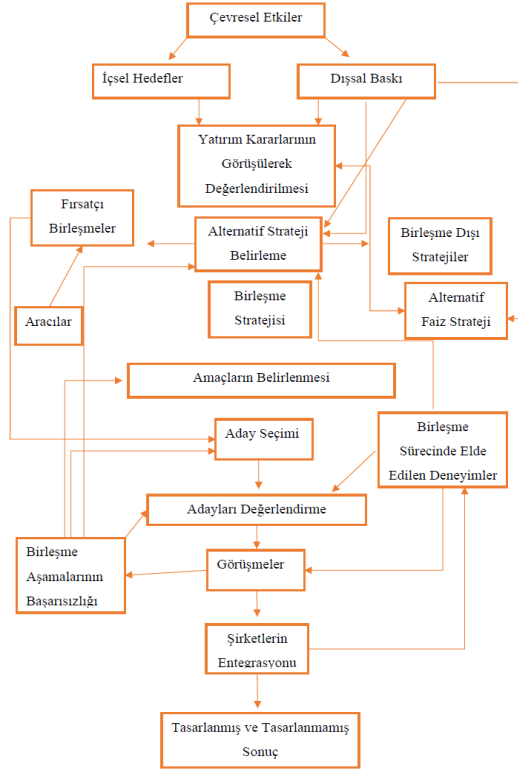 Çevresel Etkiler
İçsel Hedefler
Dışsal Baskı
Yatırım Kararlarının
Görüşülerek
Değerlendirilmesi
Fırsatçı
Birleşmeler
Alternatif Strateji
Belirleme
Birleşme Dışı
Stratejiler
Birleşme
Stratejisi
Alternatif
Faiz Strateji
Aracılar
Amaçların Belirlenmesi
Aday Seçimi
Birleşme
Sürecinde Elde
Edilen Deneyimler
Adayları Değerlendirme
Birleşme
Aşamalarının
Başarısızlığı
Görüşmeler
Şirketlerin
Entegrasyonu
Tasarlanmış ve Tasarlanmamış
Sonuç